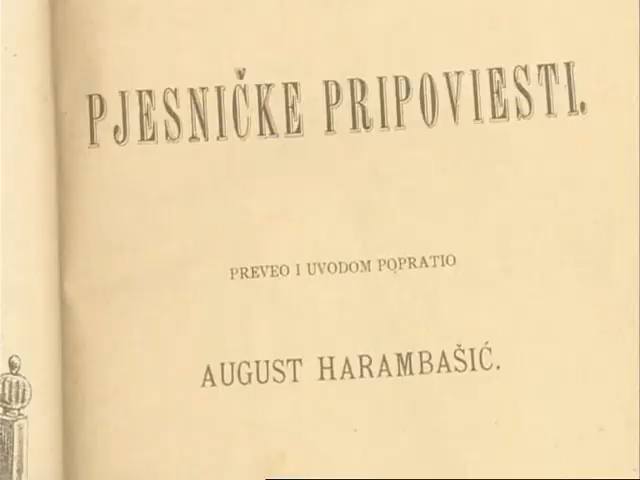 PJESNIČKE PRIPOVIESTI.
PREVEO I UVODOM POPRATIO
AUGUST HARAMBAŠIĆ.